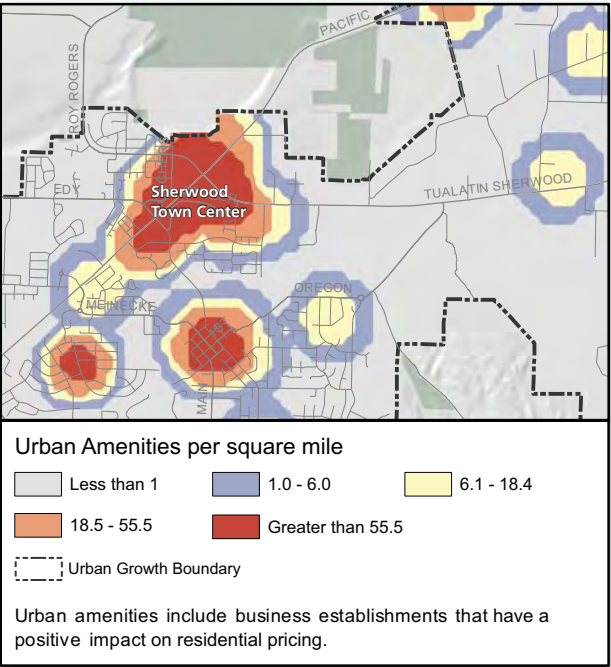 PACIFIC
ROY ROGERS
EDY
Sherwood
Town Center
TUALATIN SHERWOOD
OREGON
MEINECKE
MAIN
Urban Amenities per square mile
Less than 1
1.0 - 6.0
6.1 - 18.4
18.5 - 55.5
Greater than 55.5
Urban Growth Boundary
Urban amenities include business establishments that have a
positive impact on residential pricing.